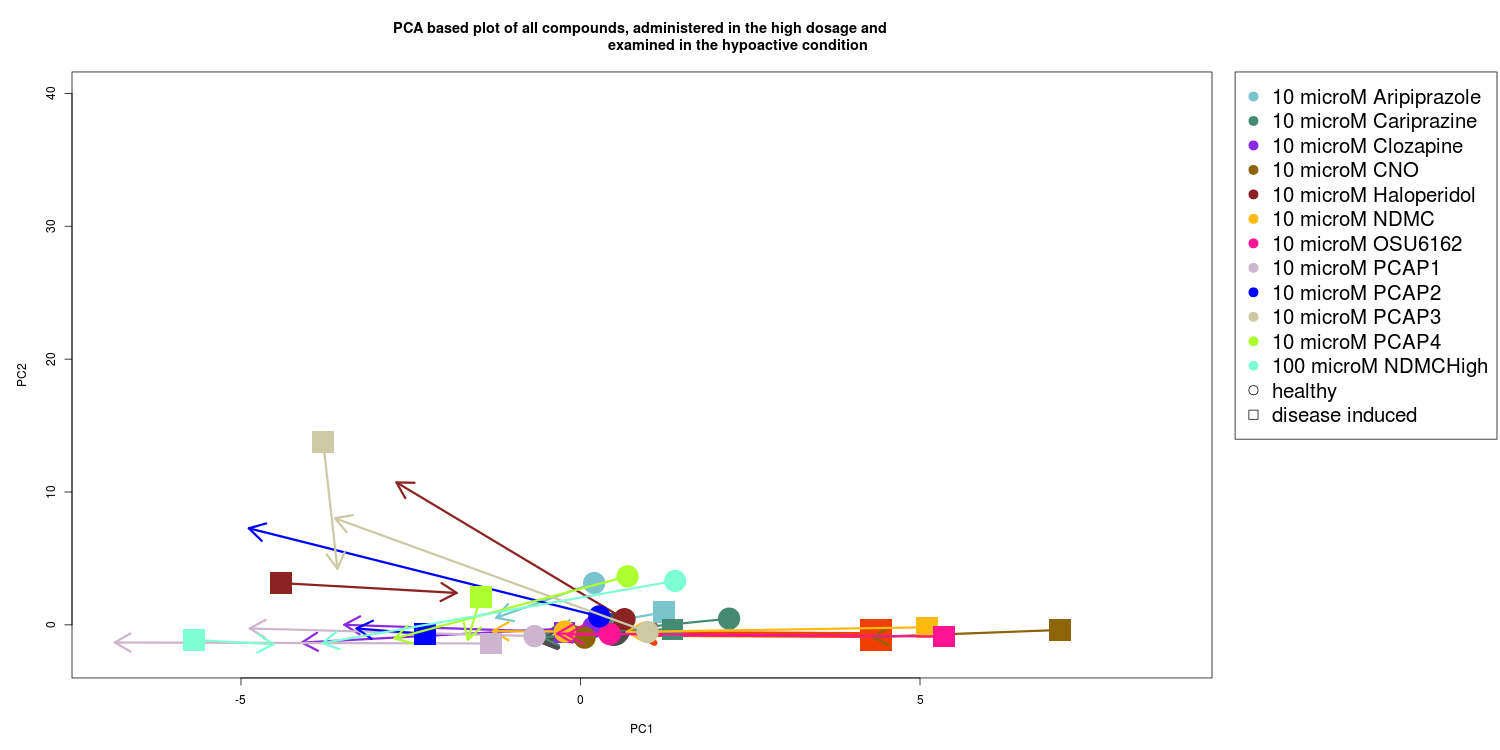 PCA based plot of all compounds, administered in the high dosage and
examined in the hypoactive condition
40
30
20
10
0
PC2
-5
0
5
PC1
10 microM Aripiprazole
10 microM Cariprazine
10 microM Clozapine
10 microM CNO
10 microM Haloperidol
10 microM NDMC
10 microM OSU6162
10 microM PCAP1
10 microM PCAP2
10 microM PCAP3
10 microM PCAP4
100 microM NDMCHigh
healthy
disease induced